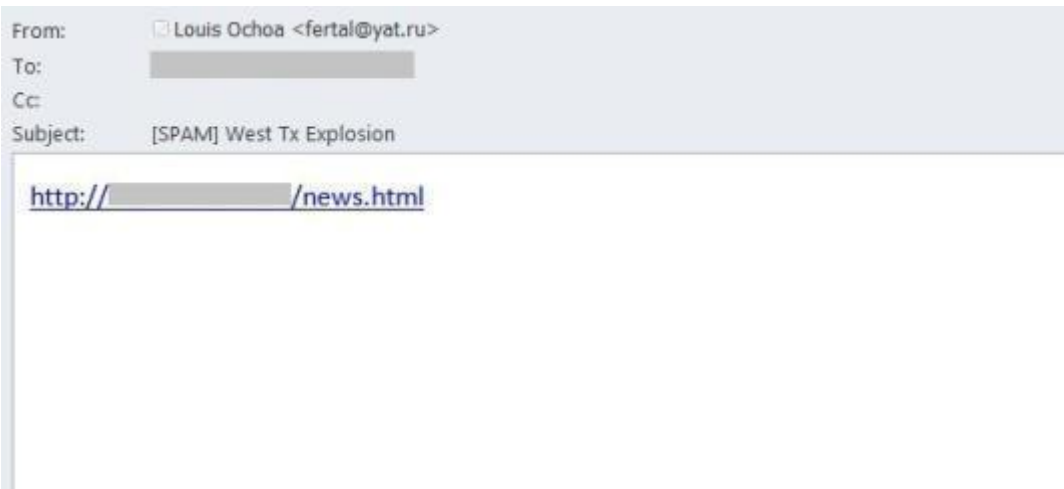 From: Louis Ochoa <fertal@yat.ru>
To:
Cc:
Subject: [SPAM] West Tx Explosion
http:// /news.html